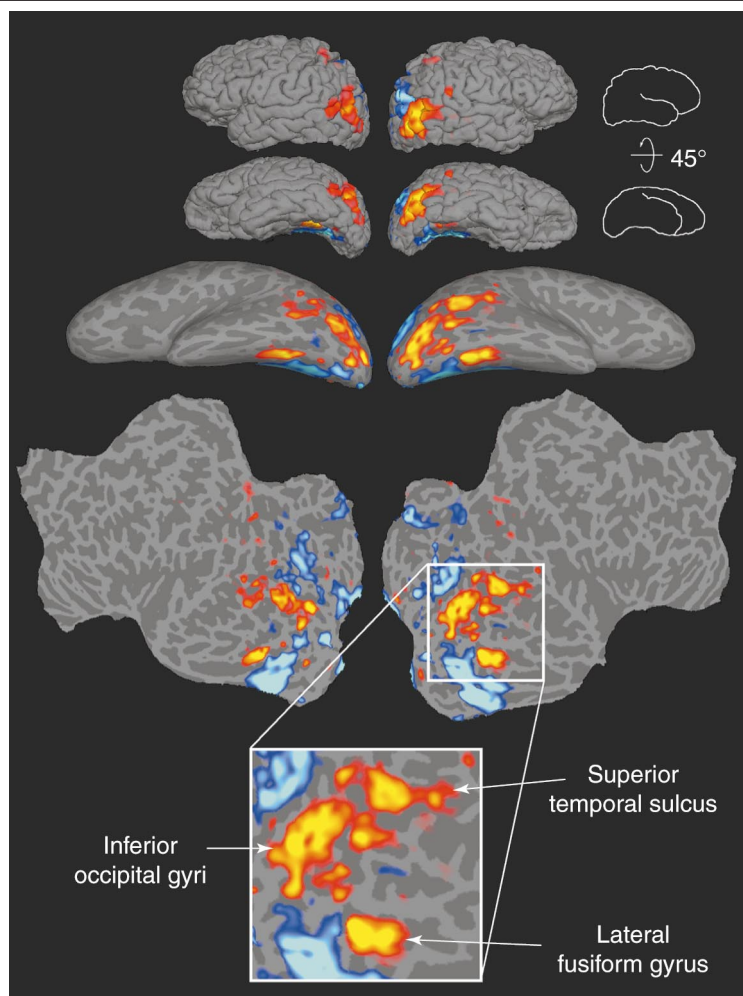 45°
Superior
temporal sulcus
Inferior
occipital gyri
Lateral
fusiform gyrus